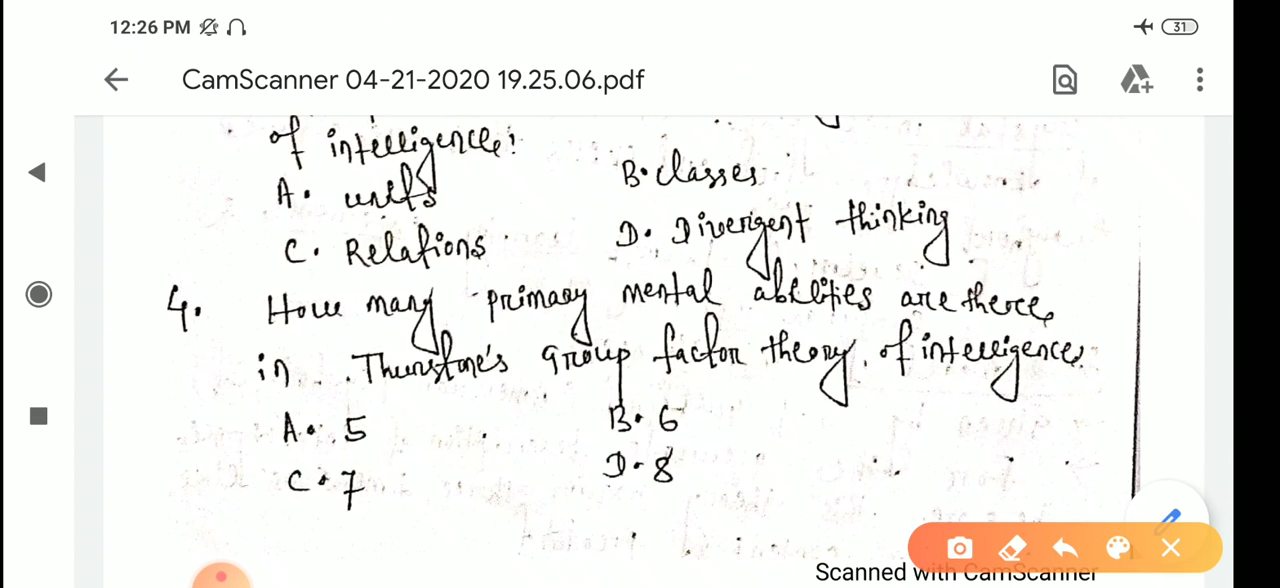 12:26 PM
31
CamScanner 04-21-2020 19.25.06.pdf
of intelligence?
A. units
B. classes
C. Relations
D. Divergent thinking
4. How many primary mental abilities are there
in Thurstone's group factor theory of intelligence
A. 5
B. 6
C. 7
D. 8
Scanned with CamScanner